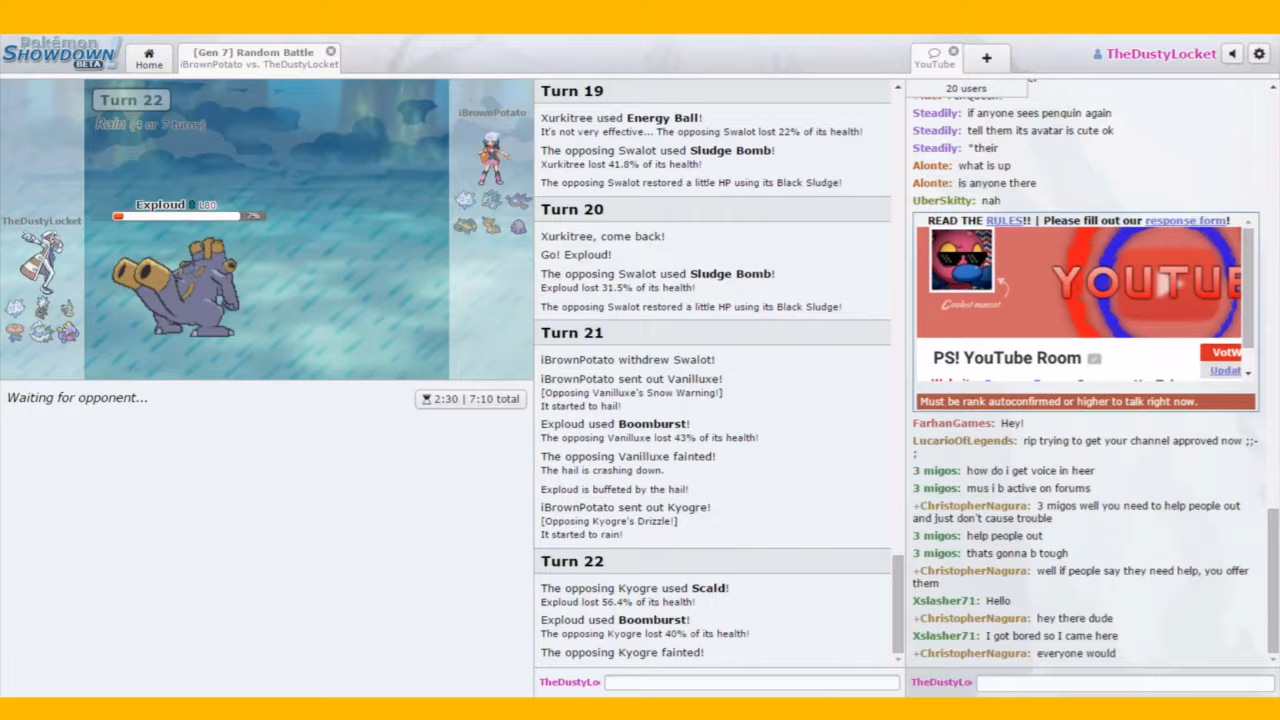 Pokémon
SHOWDOWN!
BETA
Home
[Gen 7] Random Battle
iBrownPotato vs. TheDustyLocket
YouTube
+
TheDustyLocket
Turn 22
Rain (4 or 7 turns)
iBrownPotato
Exploud L80
7%
TheDustyLocket
Waiting for opponent...
2:30 | 7:10 total
Turn 19
Xurkitree used Energy Ball!
It's not very effective... The opposing Swalot lost 22% of its health!
The opposing Swalot used Sludge Bomb!
Xurkitree lost 41.8% of its health!
The opposing Swalot restored a little HP using its Black Sludge!
Turn 20
Xurkitree, come back!
Go! Exploud!
The opposing Swalot used Sludge Bomb!
Exploud lost 31.5% of its health!
The opposing Swalot restored a little HP using its Black Sludge!
Turn 21
iBrownPotato withdrew Swalot!
iBrownPotato sent out Vanilluxe!
[Opposing Vanilluxe's Snow Warning!]
It started to hail!
Exploud used Boomburst!
The opposing Vanilluxe lost 43% of its health!
The opposing Vanilluxe fainted!
The hail is crashing down.
Exploud is buffeted by the hail!
iBrownPotato sent out Kyogre!
[Opposing Kyogre's Drizzle!]
It started to rain!
Turn 22
The opposing Kyogre used Scald!
Exploud lost 56.4% of its health!
Exploud used Boomburst!
The opposing Kyogre lost 40% of its health!
The opposing Kyogre fainted!
TheDustyLo
20 users
Steadily: if anyone sees penquin again
Steadily: tell them its avatar is cute ok
Steadily: *their
Alonte: what is up
Alonte: is anyone there
UberSkitty: nah
READ THE RULES!! | Please fill out our response form!
Coolest mascot
YOUTUBE
PS! YouTube Room
VotW
Updat
Must be rank autoconfirmed or higher to talk right now.
FarhanGames: Hey!
LucarioOfLegends: rip trying to get your channel approved now ;;-
;
3 migos: how do i get voice in heer
3 migos: mus i b active on forums
+ChristopherNagura: 3 migos well you need to help people out
and just don't cause trouble
3 migos: help people out
3 migos: thats gonna b tough
+ChristopherNagura: well if people say they need help, you offer
them
Xslasher71: Hello
+ChristopherNagura: hey there dude
Xslasher71: I got bored so I came here
+ChristopherNagura: everyone would
TheDustyLo